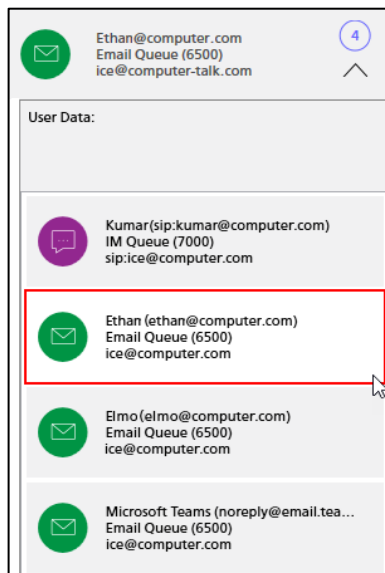 Ethan@computer.com
4
Email Queue (6500)
ice@computer-talk.com
User Data:
Kumar(sip:kumar@computer.com)
IM Queue (7000)
sip:ice@computer.com
Ethan (ethan@computer.com)
Email Queue (6500)
ice@computer.com
Elmo(elmo@computer.com)
Email Queue (6500)
ice@computer.com
Microsoft Teams (noreply@email.tea...
Email Queue (6500)
ice@computer.com